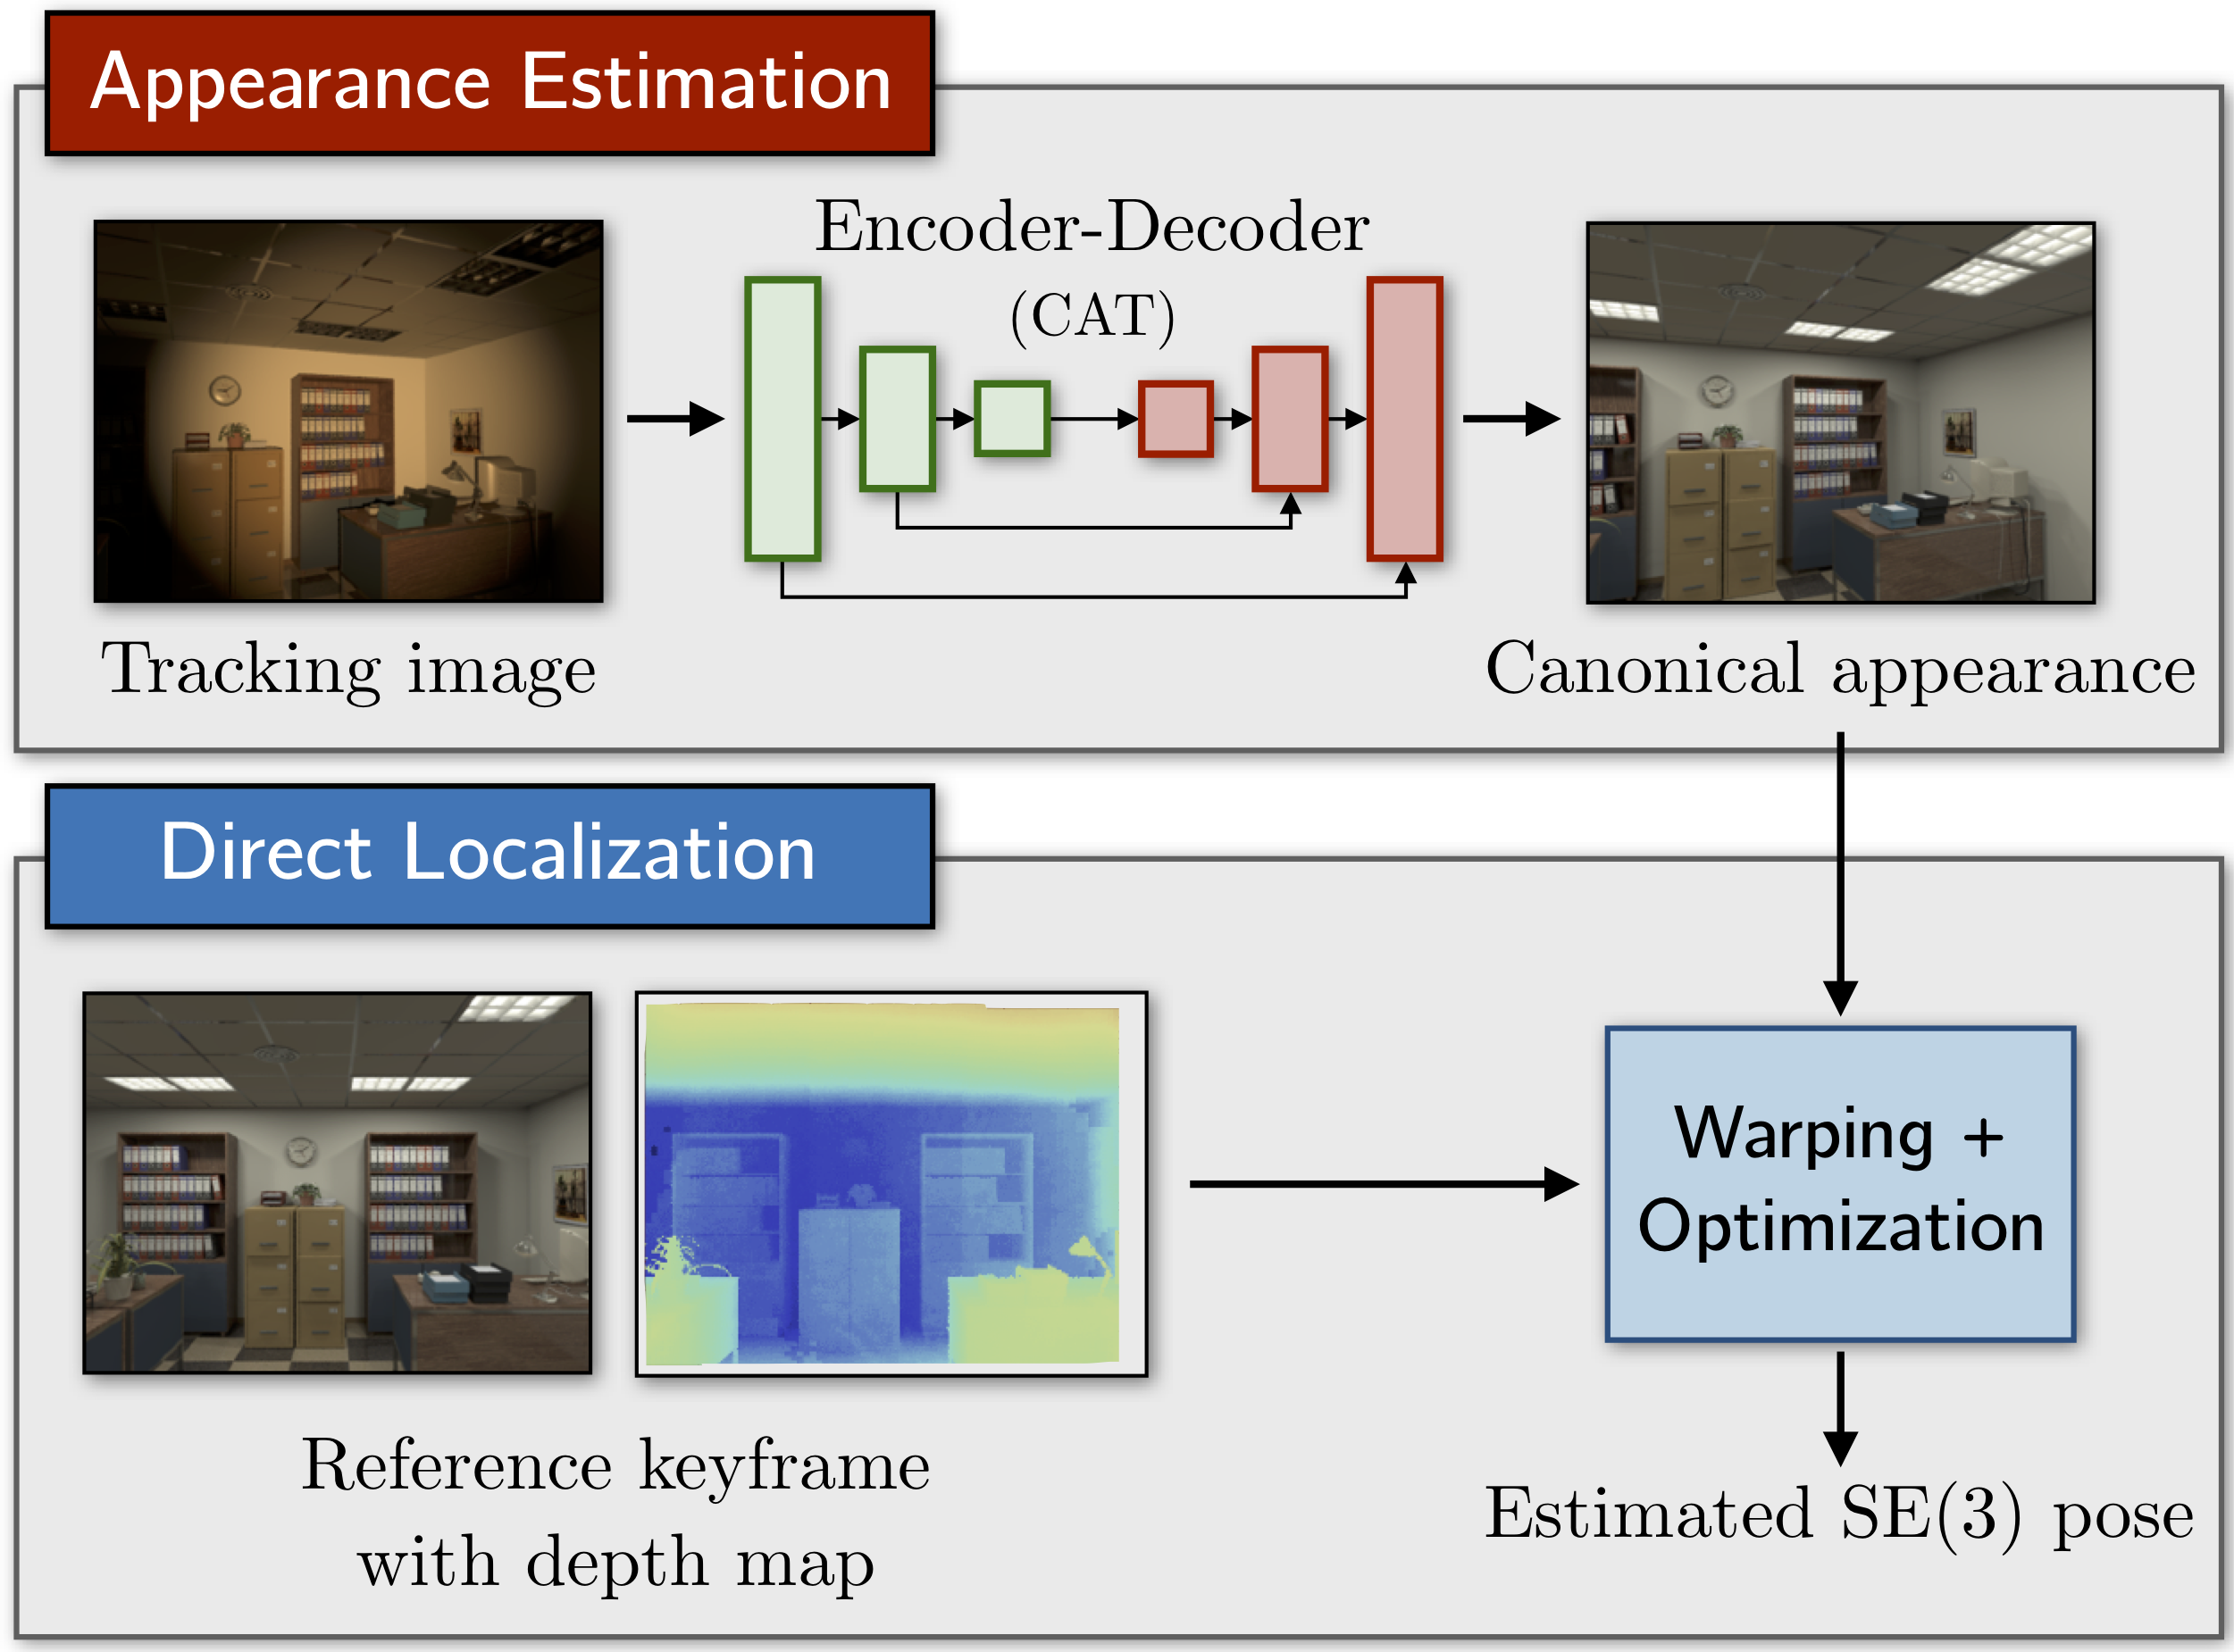 Appearance Estimation
Encoder-Decoder
(CAT)
Tracking image
Canonical appearance
Direct Localization
Warping +
Optimization
Reference keyframe
with depth map
Estimated SE(3) pose